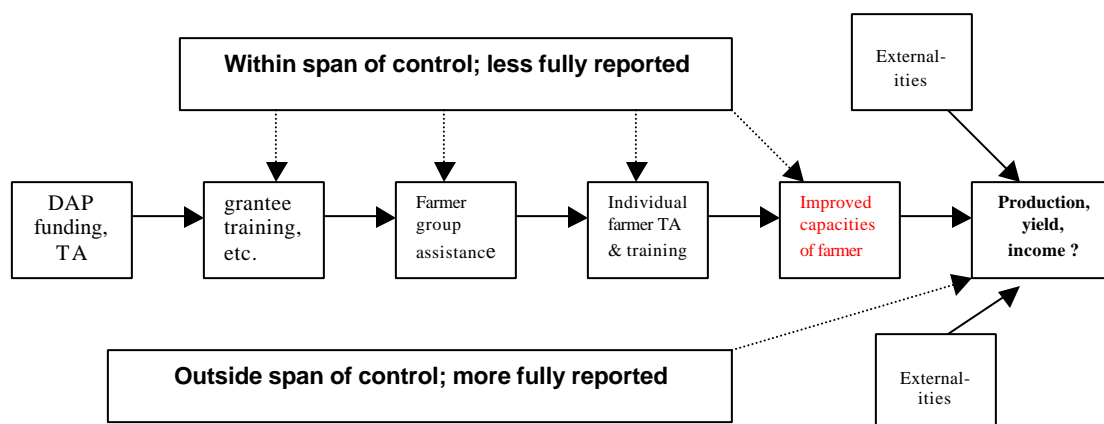 Within span of control; less fully reported
External-
ities
DAP
funding,
TA
grantee
training,
etc.
Farmer
group
assistance
Individual
farmer TA
& training
Improved
capacities
of farmer
Production,
yield,
income ?
Outside span of control; more fully reported
External-
ities